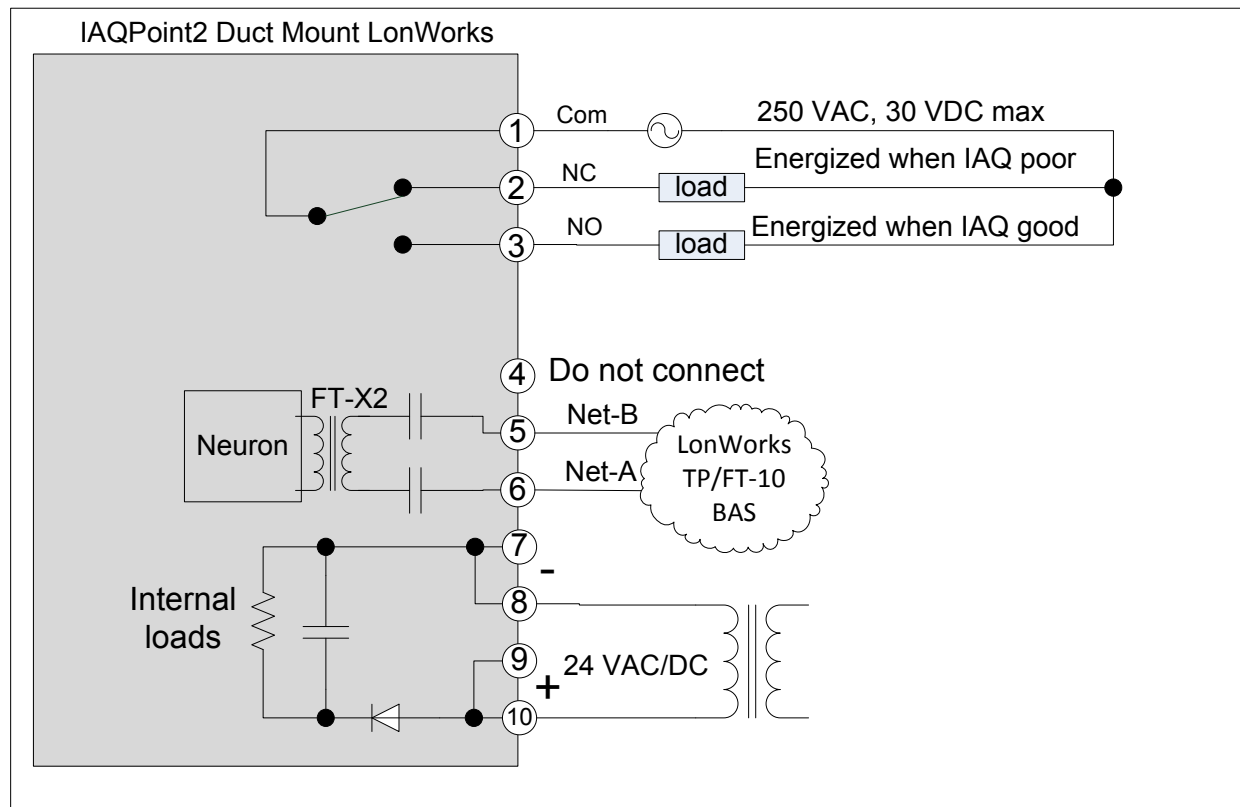 IAQPoint2 Duct Mount LonWorks
1 Com 250 VAC, 30 VDC max
2 NC load Energized when IAQ poor
3 NO load Energized when IAQ good
4 Do not connect
FT-X2
Neuron
5 Net-B
6 Net-A
LonWorks
TP/FT-10
BAS
7
-
8
Internal
loads
9
+ 24 VAC/DC
10